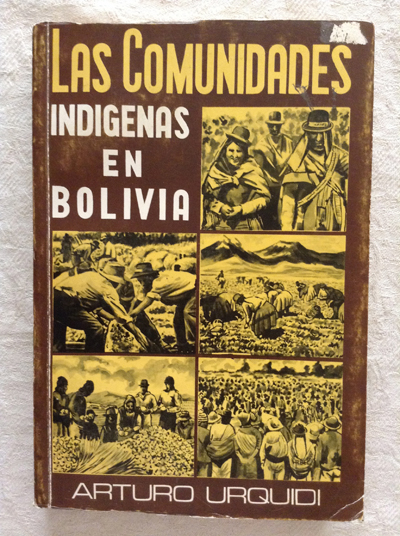 LAS COMUNIDADES
INDIGENAS
EN
BOLIVIA
ARTURO URQUIDI